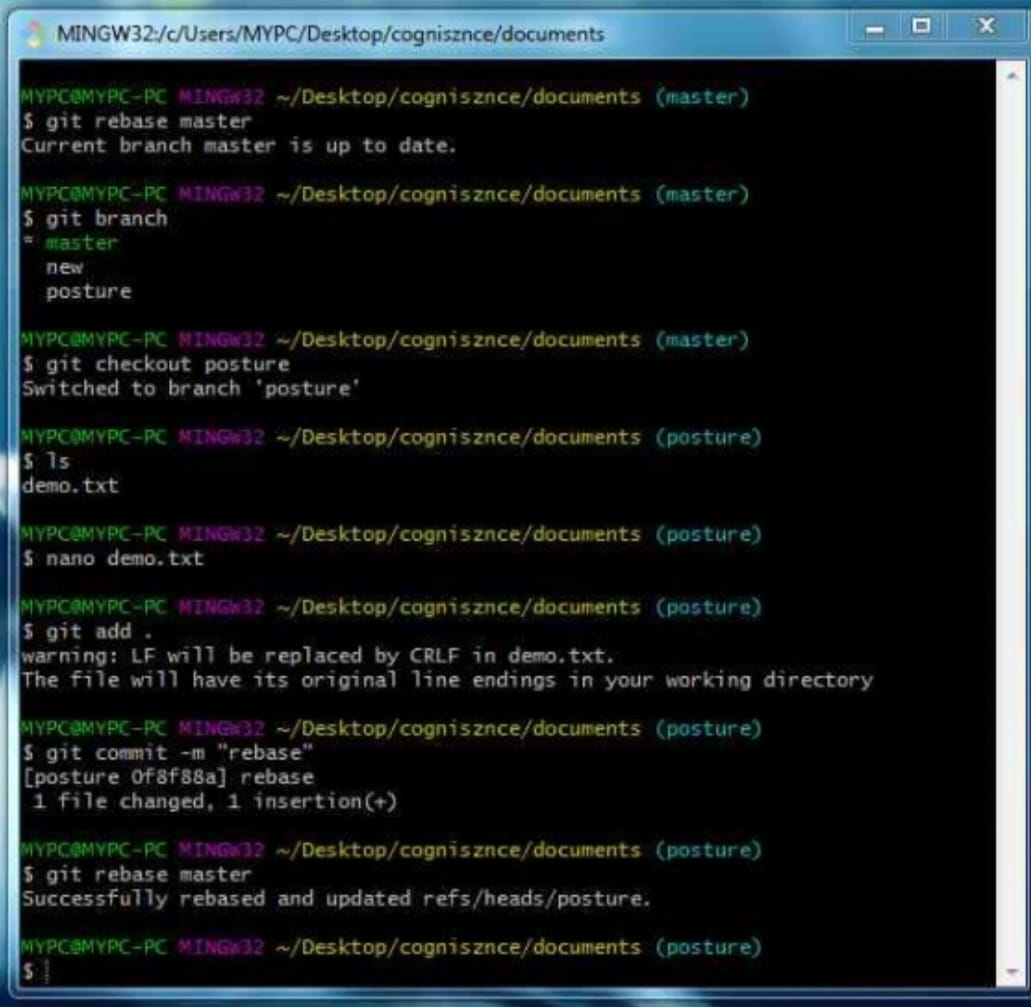 MINGW32:/c/Users/MYPC/Desktop/cognisznce/documents
MYPC@MYPC-PC MINGW32 ~/Desktop/cognisznce/documents (master)
$ git rebase master
Current branch master is up to date.
MYPC@MYPC-PC MINGW32 ~/Desktop/cognisznce/documents (master)
$ git branch
* master
new
posture
MYPC@MYPC-PC MINGW32 ~/Desktop/cognisznce/documents (master)
$ git checkout posture
Switched to branch 'posture'
MYPC@MYPC-PC MINGW32 ~/Desktop/cognisznce/documents (posture)
$ ls
demo.txt
MYPC@MYPC-PC MINGW32 ~/Desktop/cognisznce/documents (posture)
$ nano demo.txt
MYPC@MYPC-PC MINGW32 ~/Desktop/cognisznce/documents (posture)
$ git add .
warning: LF will be replaced by CRLF in demo.txt.
The file will have its original line endings in your working directory
MYPC@MYPC-PC MINGW32 ~/Desktop/cognisznce/documents (posture)
$ git commit -m "rebase"
[posture 0f8f88a] rebase
1 file changed, 1 insertion(+)
MYPC@MYPC-PC MINGW32 ~/Desktop/cognisznce/documents (posture)
$ git rebase master
Successfully rebased and updated refs/heads/posture.
MYPC@MYPC-PC MINGW32 ~/Desktop/cognisznce/documents (posture)
$